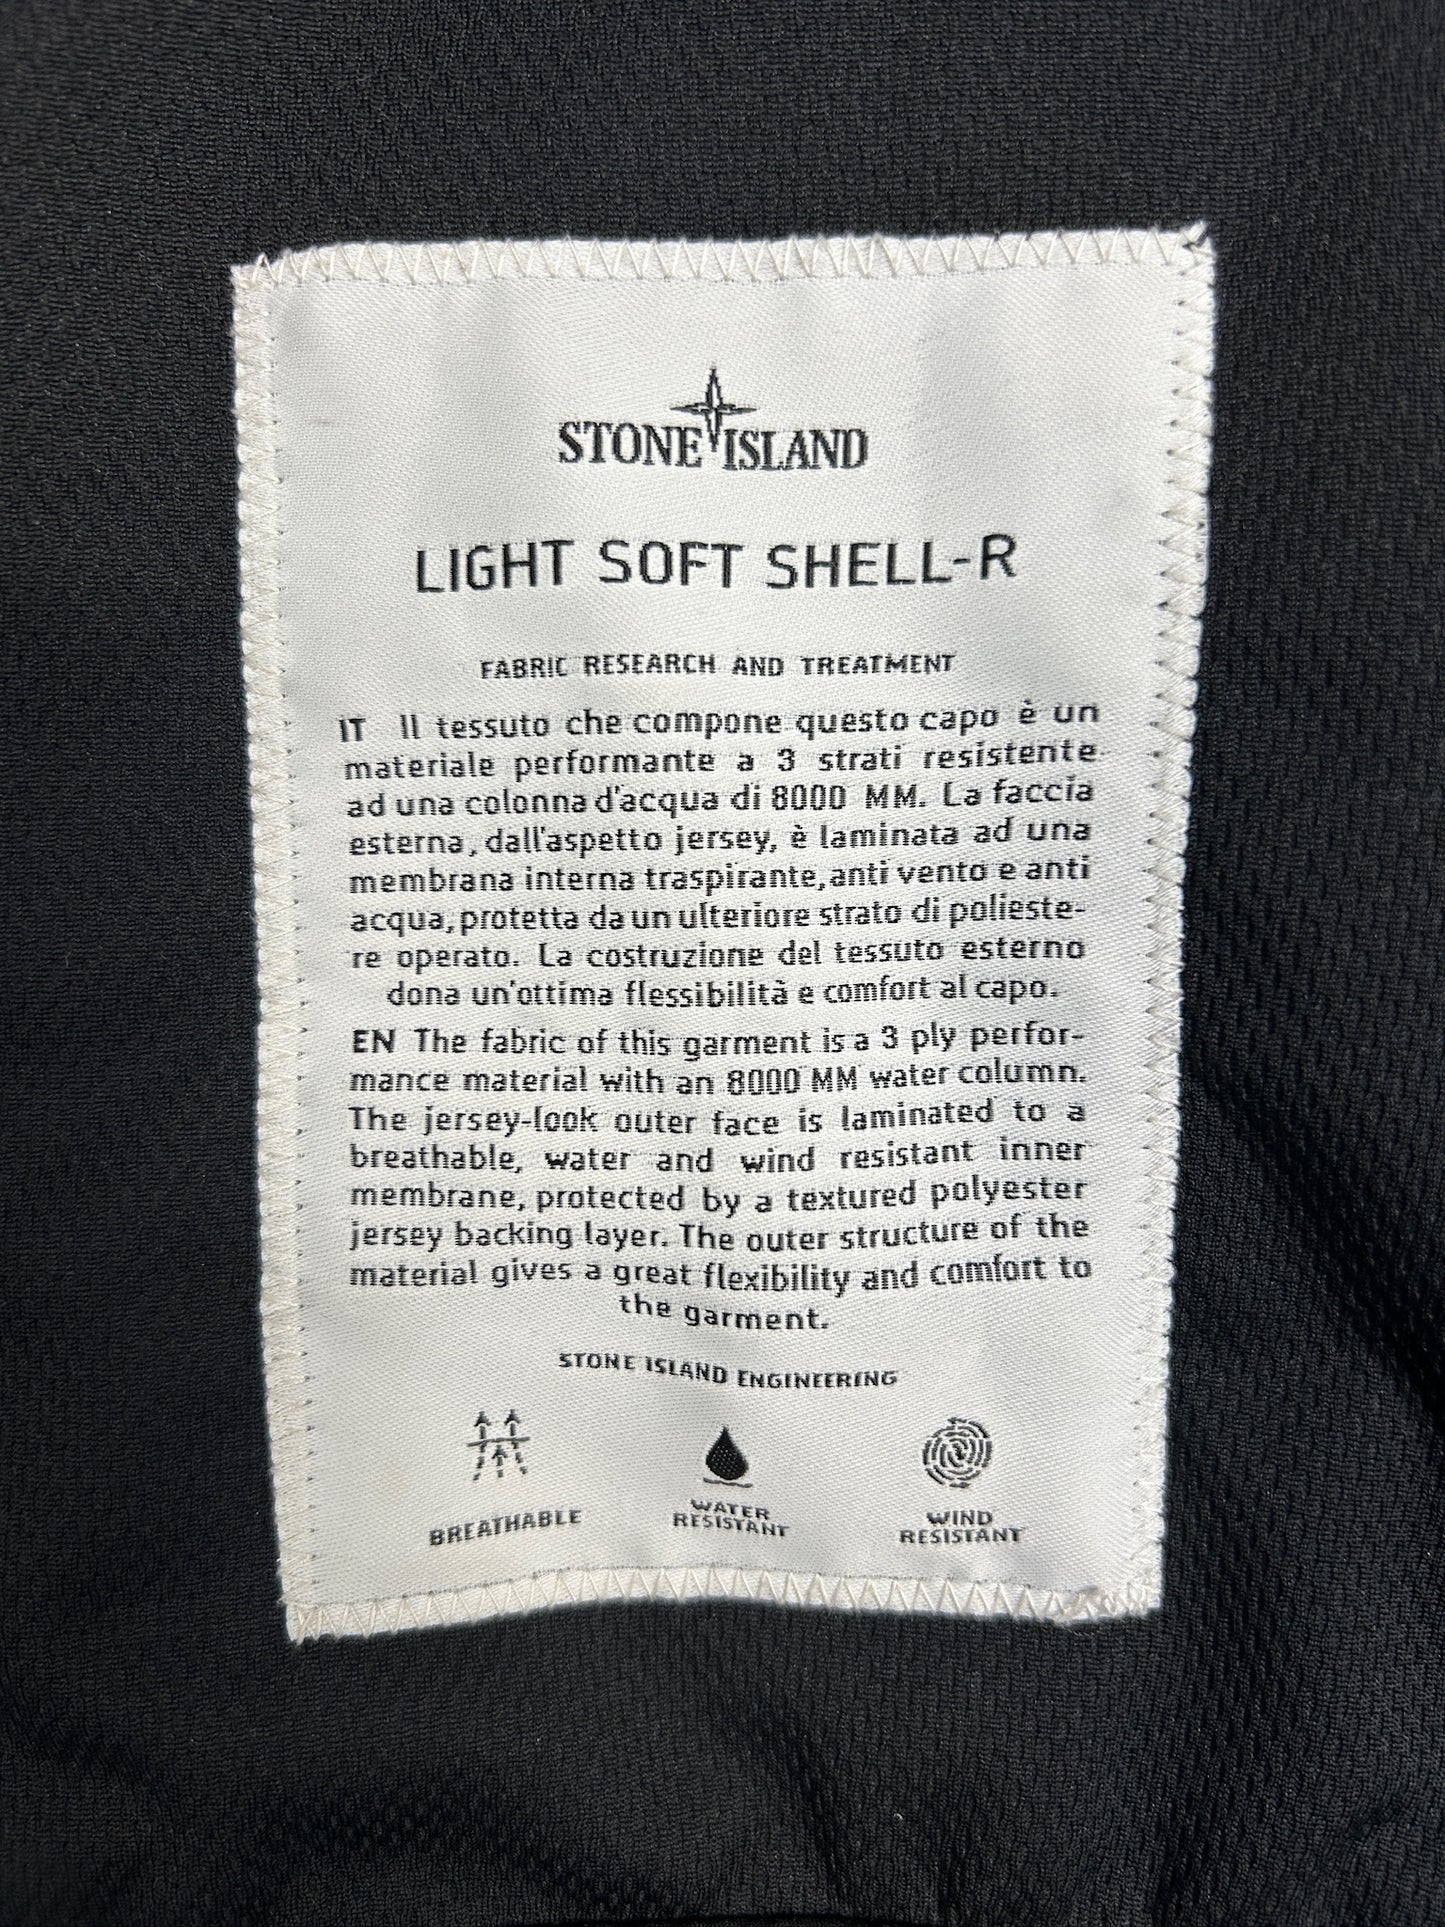 STONE ISLAND
LIGHT SOFT SHELL-R
FABRIC RESEARCH AND TREATMENT
IT Il tessuto che compone questo capo è un
materiale performante a 3 strati resistente
ad una colonna d'acqua di 8000 MM. La faccia
esterna, dall'aspetto jersey, è laminata ad una
membrana interna traspirante, anti vento e anti
acqua, protetta da un ulteriore strato di polieste-
re operato. La costruzione del tessuto esterno
dona un'ottima flessibilità e comfort al capo.
EN The fabric of this garment is a 3 ply perfor-
mance material with an 8000 MM water column.
The jersey-look outer face is laminated to a
breathable, water and wind resistant inner
membrane, protected by a textured polyester
jersey backing layer. The outer structure of the
material gives a great flexibility and comfort to
the garment.
STONE ISLAND ENGINEERING
BREATHABLE
WATER
RESISTANT
WIND
RESISTANT